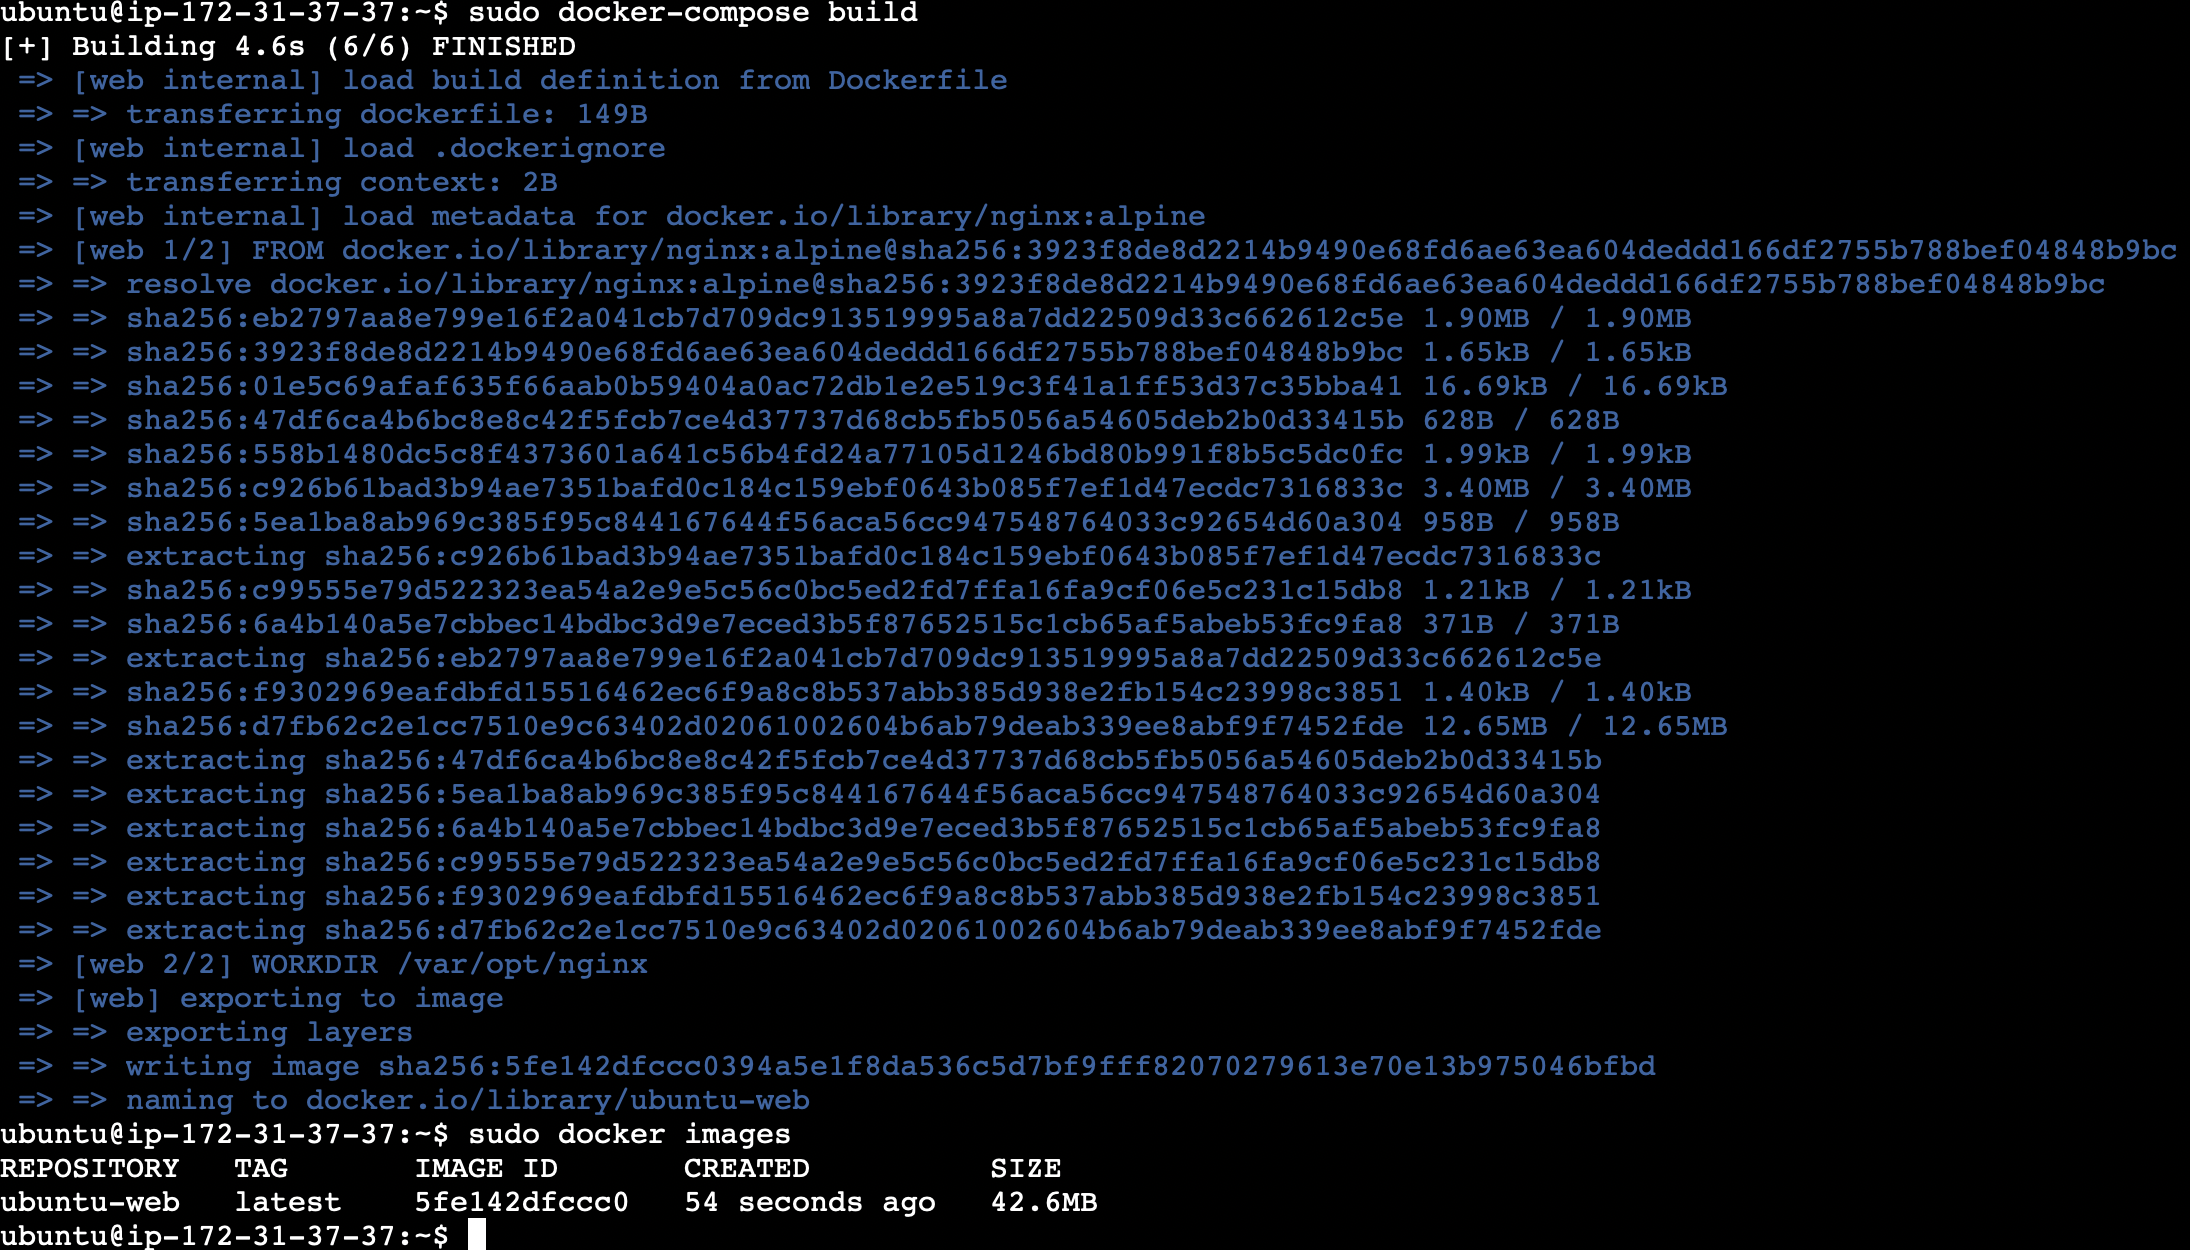 ubuntu@ip-172-31-37-37:~$ sudo docker-compose build
[+] Building 4.6s (6/6) FINISHED
 => [web internal] load build definition from Dockerfile
 => => transferring dockerfile: 149B
 => [web internal] load .dockerignore
 => => transferring context: 2B
 => [web internal] load metadata for docker.io/library/nginx:alpine
 => [web 1/2] FROM docker.io/library/nginx:alpine@sha256:3923f8de8d2214b9490e68fd6ae63ea604deddd166df2755b788bef04848b9bc
 => => resolve docker.io/library/nginx:alpine@sha256:3923f8de8d2214b9490e68fd6ae63ea604deddd166df2755b788bef04848b9bc
 => => sha256:eb2797aa8e799e16f2a041cb7d709dc913519995a8a7dd22509d33c662612c5e 1.90MB / 1.90MB
 => => sha256:3923f8de8d2214b9490e68fd6ae63ea604deddd166df2755b788bef04848b9bc 1.65kB / 1.65kB
 => => sha256:01e5c69afaf635f66aab0b59404a0ac72db1e2e519c3f41a1ff53d37c35bba41 16.69kB / 16.69kB
 => => sha256:47df6ca4b6bc8e8c42f5fcb7ce4d37737d68cb5fb5056a54605deb2b0d33415b 628B / 628B
 => => sha256:558b1480dc5c8f4373601a641c56b4fd24a77105d1246bd80b991f8b5c5dc0fc 1.99kB / 1.99kB
 => => sha256:c926b61bad3b94ae7351bafd0c184c159ebf0643b085f7ef1d47ecdc7316833c 3.40MB / 3.40MB
 => => sha256:5ea1ba8ab969c385f95c844167644f56aca56cc947548764033c92654d60a304 958B / 958B
 => => extracting sha256:c926b61bad3b94ae7351bafd0c184c159ebf0643b085f7ef1d47ecdc7316833c
 => => sha256:c99555e79d522323ea54a2e9e5c56c0bc5ed2fd7ffa16fa9cf06e5c231c15db8 1.21kB / 1.21kB
 => => sha256:6a4b140a5e7cbbec14bdbc3d9e7eced3b5f87652515c1cb65af5abeb53fc9fa8 371B / 371B
 => => extracting sha256:eb2797aa8e799e16f2a041cb7d709dc913519995a8a7dd22509d33c662612c5e
 => => sha256:f9302969eafdbfd15516462ec6f9a8c8b537abb385d938e2fb154c23998c3851 1.40kB / 1.40kB
 => => sha256:d7fb62c2e1cc7510e9c63402d02061002604b6ab79deab339ee8abf9f7452fde 12.65MB / 12.65MB
 => => extracting sha256:47df6ca4b6bc8e8c42f5fcb7ce4d37737d68cb5fb5056a54605deb2b0d33415b
 => => extracting sha256:5ea1ba8ab969c385f95c844167644f56aca56cc947548764033c92654d60a304
 => => extracting sha256:6a4b140a5e7cbbec14bdbc3d9e7eced3b5f87652515c1cb65af5abeb53fc9fa8
 => => extracting sha256:c99555e79d522323ea54a2e9e5c56c0bc5ed2fd7ffa16fa9cf06e5c231c15db8
 => => extracting sha256:f9302969eafdbfd15516462ec6f9a8c8b537abb385d938e2fb154c23998c3851
 => => extracting sha256:d7fb62c2e1cc7510e9c63402d02061002604b6ab79deab339ee8abf9f7452fde
 => [web 2/2] WORKDIR /var/opt/nginx
 => [web] exporting to image
 => => exporting layers
 => => writing image sha256:5fe142dfccc0394a5e1f8da536c5d7bf9fff82070279613e70e13b975046bfbd
 => => naming to docker.io/library/ubuntu-web
ubuntu@ip-172-31-37-37:~$ sudo docker images
REPOSITORY   TAG       IMAGE ID       CREATED          SIZE
ubuntu-web   latest    5fe142dfccc0   54 seconds ago   42.6MB
ubuntu@ip-172-31-37-37:~$